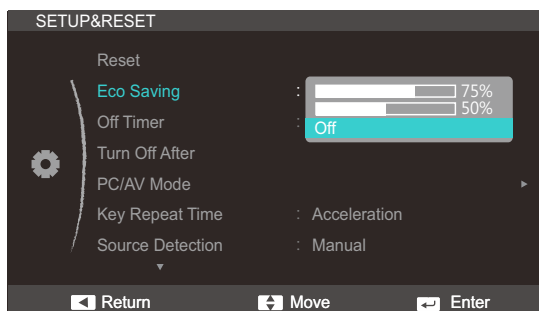 SETUP&RESET
Reset
Eco Saving : 75%
50%
Off Timer : Off
Turn Off After
PC/AV Mode
Key Repeat Time : Acceleration
Source Detection : Manual
Return Move Enter